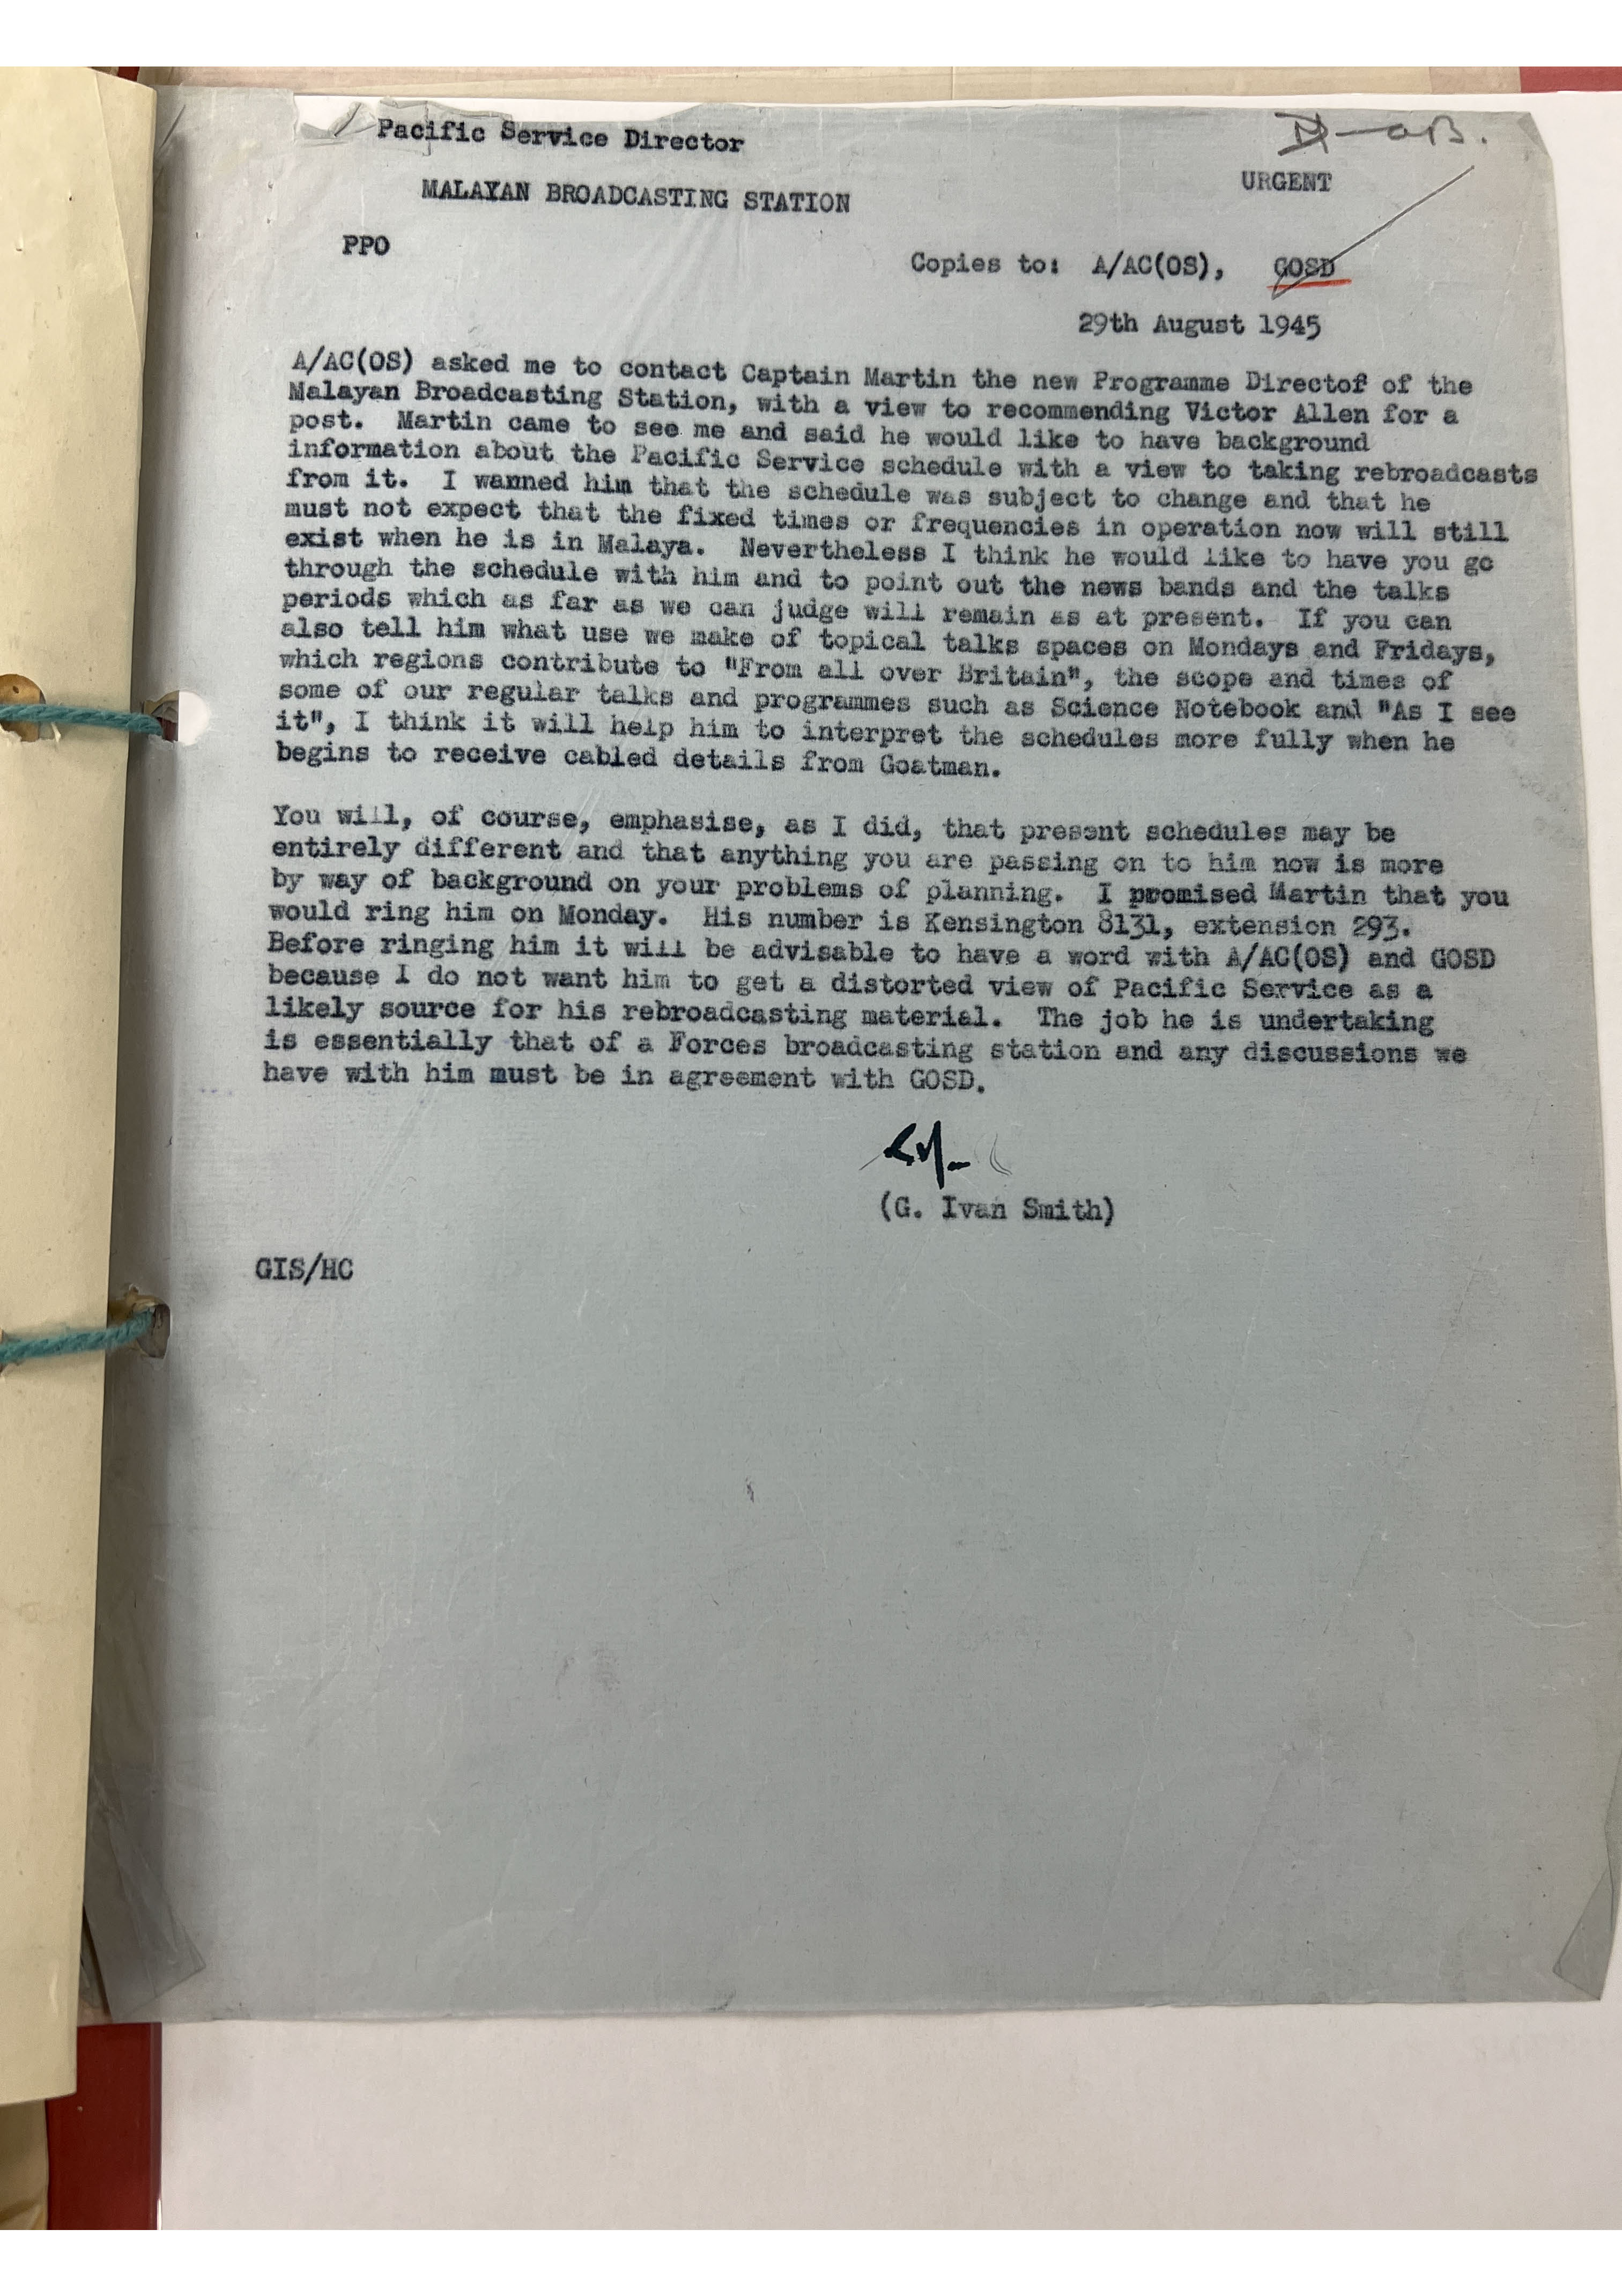 Pacific Service Director
MALAYAN BROADCASTING STATION
URGENT
PPO
Copies to: A/AC(OS), GOSD
29th August 1945
A/AC(OS) asked me to contact Captain Martin the new Programme Director of the
Malayan Broadcasting Station, with a view to recommending Victor Allen for a
post. Martin came to see me and said he would like to have background
information about the Pacific Service schedule with a view to taking rebroadcasts
from it. I wanned him that the schedule was subject to change and that he
must not expect that the fixed times or frequencies in operation now will still
exist when he is in Malaya. Nevertheless I think he would like to have you go
through the schedule with him and to point out the news bands and the talks
periods which as far as we can judge will remain as at present. If you can
also tell him what use we make of topical talks spaces on Mondays and Fridays,
which regions contribute to "From all over Britain", the scope and times of
some of our regular talks and programmes such as Science Notebook and "As I see
it", I think it will help him to interpret the schedules more fully when he
begins to receive cabled details from Goatman.
You will, of course, emphasise, as I did, that present schedules may be
entirely different and that anything you are passing on to him now is more
by way of background on your problems of planning. I promised Martin that you
would ring him on Monday. His number is Kensington 8131, extension 293.
Before ringing him it will be advisable to have a word with A/AC(OS) and GOSD
because I do not want him to get a distorted view of Pacific Service as a
likely source for his rebroadcasting material. The job he is undertaking
is essentially that of a Forces broadcasting station and any discussions we
have with him must be in agreement with GOSD.
(G. Ivan Smith)
GIS/HC